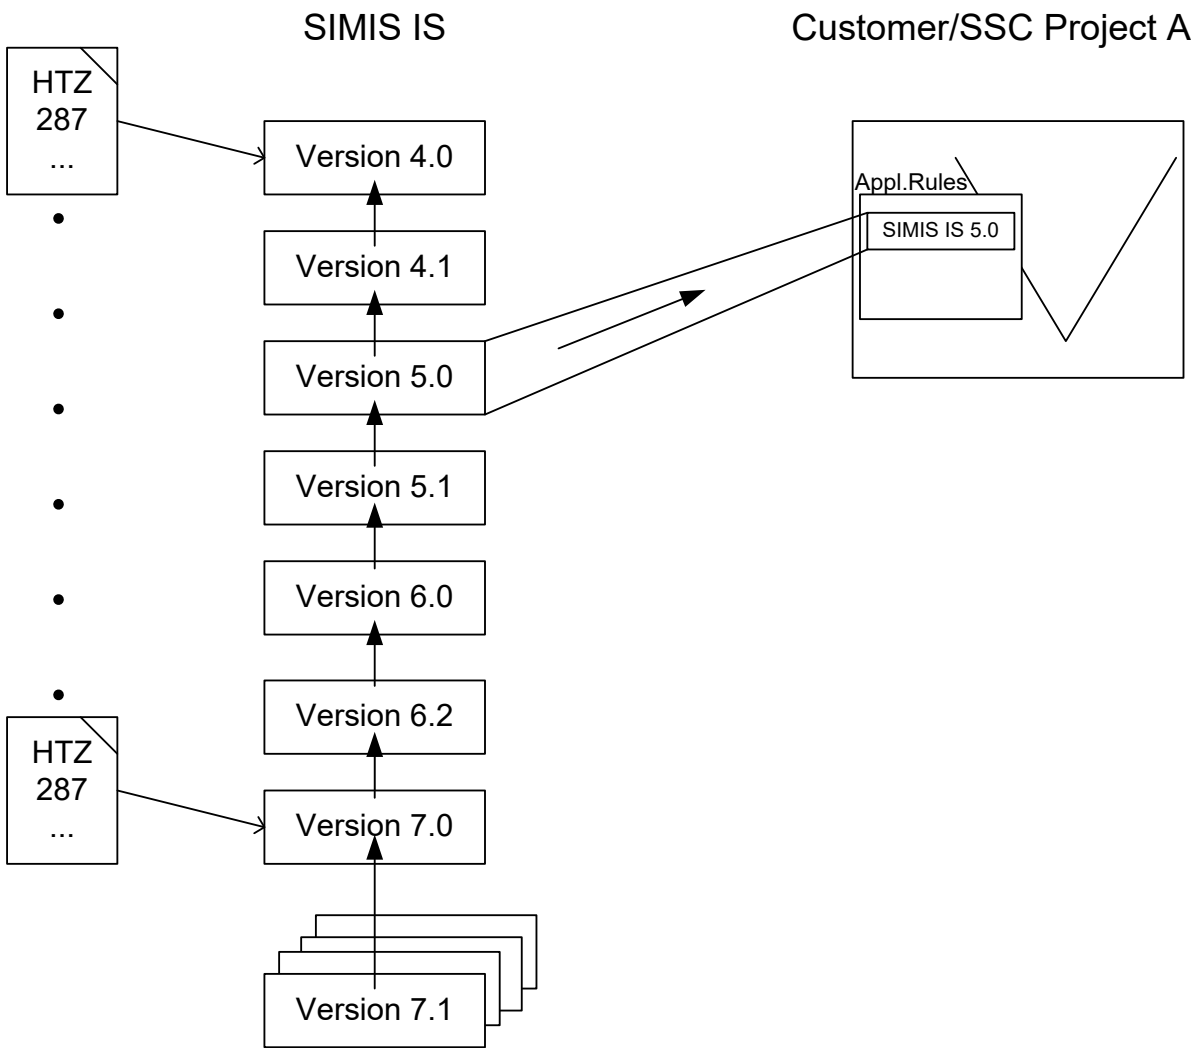 SIMIS IS
Customer/SSC Project A
HTZ
287
...
Version 4.0
Version 4.1
Version 5.0
Version 5.1
Version 6.0
Version 6.2
HTZ
287
...
Version 7.0
Version 7.1
Appl.Rules
SIMIS IS 5.0